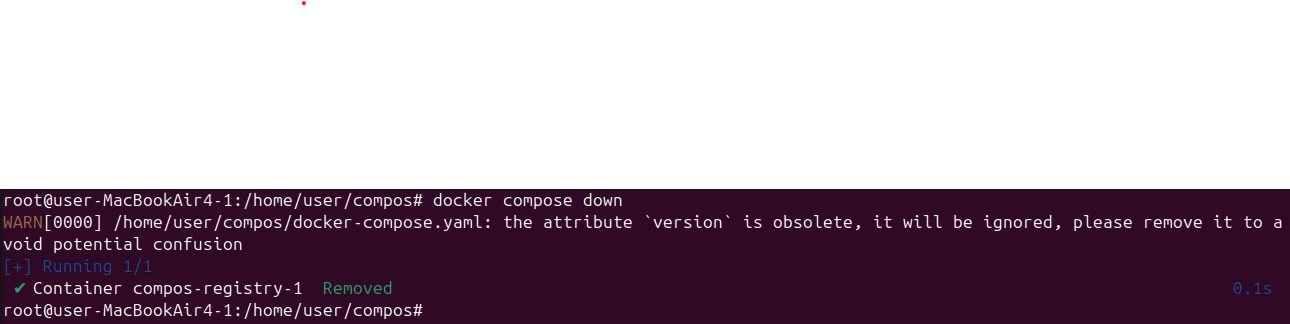 root@user-MacBookAir4-1:/home/user/compos# docker compose down
WARN[0000] /home/user/compos/docker-compose.yaml: the attribute `version` is obsolete, it will be ignored, please remove it to a
void potential confusion
[+] Running 1/1
✔ Container compos-registry-1  Removed 0.1s
root@user-MacBookAir4-1:/home/user/compos#